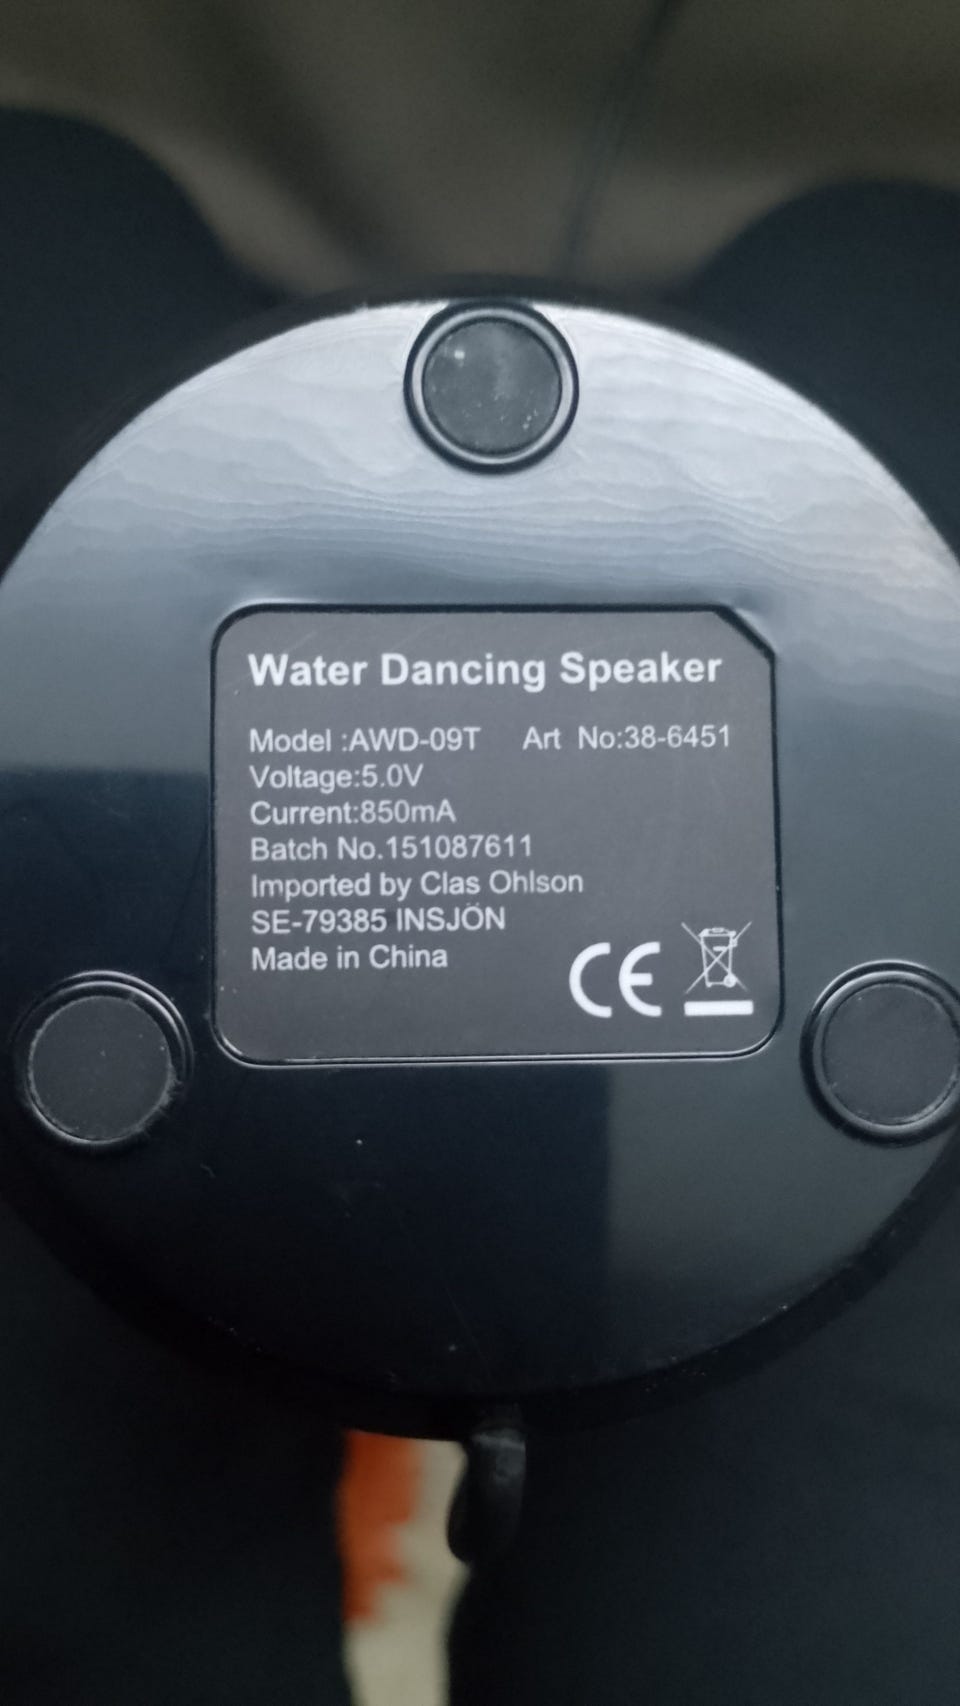 Water Dancing Speaker
Model :AWD-09T Art No:38-6451
Voltage:5.0V
Current:850mA
Batch No.151087611
Imported by Clas Ohlson
SE-79385 INSJÖN
Made in China
CE